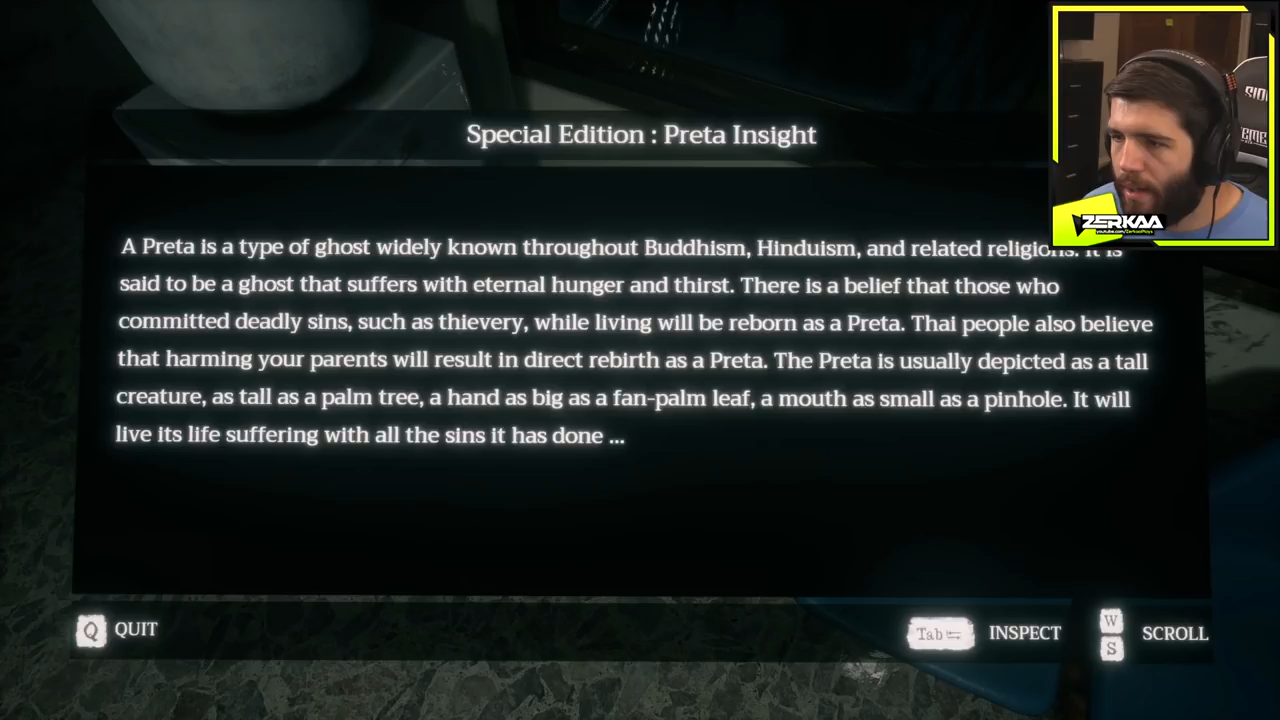 Special Edition : Preta Insight
ZERKAA
A Preta is a type of ghost widely known throughout Buddhism, Hinduism, and related religions. It is
said to be a ghost that suffers with eternal hunger and thirst. There is a belief that those who
committed deadly sins, such as thievery, while living will be reborn as a Preta. Thai people also believe
that harming your parents will result in direct rebirth as a Preta. The Preta is usually depicted as a tall
creature, as tall as a palm tree, a hand as big as a fan-palm leaf, a mouth as small as a pinhole. It will
live its life suffering with all the sins it has done ...
Q QUIT
Tab INSPECT
W
S
SCROLL